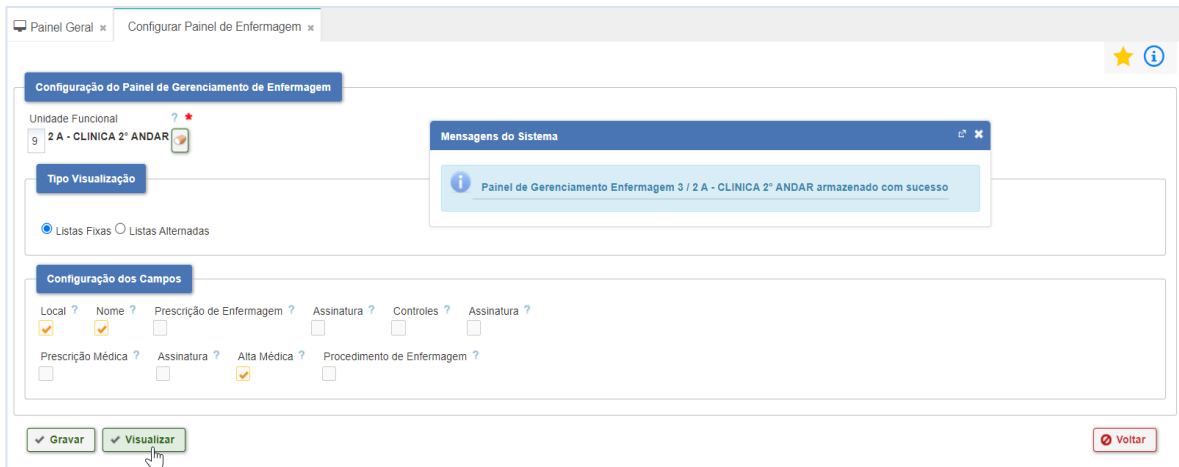 Painel Geral
Configurar Painel de Enfermagem
Configuração do Painel de Gerenciamento de Enfermagem
Unidade Funcional ? *
9 2 A - CLINICA 2° ANDAR
Mensagens do Sistema
Painel de Gerenciamento Enfermagem 3 / 2 A - CLINICA 2° ANDAR armazenado com sucesso
Tipo Visualização
Listas Fixas Listas Alternadas
Configuração dos Campos
Local ? Nome ? Prescrição de Enfermagem ? Assinatura ? Controles ? Assinatura ?
Prescrição Médica ? Assinatura ? Alta Médica ? Procedimento de Enfermagem ?
Gravar Visualizar Voltar